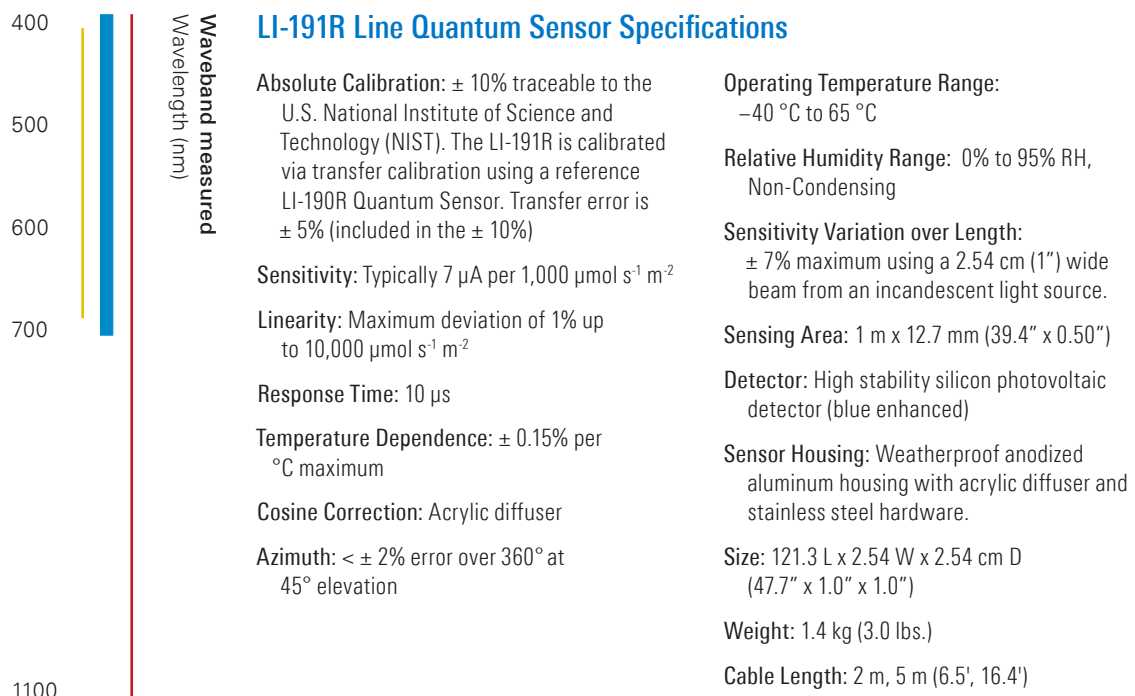 400
500
600
700
1100
Waveband measured
Wavelength (nm)
LI-191R Line Quantum Sensor Specifications
Absolute Calibration: ± 10% traceable to the
U.S. National Institute of Science and
Technology (NIST). The LI-191R is calibrated
via transfer calibration using a reference
LI-190R Quantum Sensor. Transfer error is
± 5% (included in the ± 10%)
Sensitivity: Typically 7 µA per 1,000 µmol s⁻¹ m⁻²
Linearity: Maximum deviation of 1% up
to 10,000 µmol s⁻¹ m⁻²
Response Time: 10 µs
Temperature Dependence: ± 0.15% per
°C maximum
Cosine Correction: Acrylic diffuser
Azimuth: < ± 2% error over 360° at
45° elevation
Operating Temperature Range:
–40 °C to 65 °C
Relative Humidity Range: 0% to 95% RH,
Non-Condensing
Sensitivity Variation over Length:
± 7% maximum using a 2.54 cm (1”) wide
beam from an incandescent light source.
Sensing Area: 1 m x 12.7 mm (39.4” x 0.50”)
Detector: High stability silicon photovoltaic
detector (blue enhanced)
Sensor Housing: Weatherproof anodized
aluminum housing with acrylic diffuser and
stainless steel hardware.
Size: 121.3 L x 2.54 W x 2.54 cm D
(47.7” x 1.0” x 1.0”)
Weight: 1.4 kg (3.0 lbs.)
Cable Length: 2 m, 5 m (6.5', 16.4')